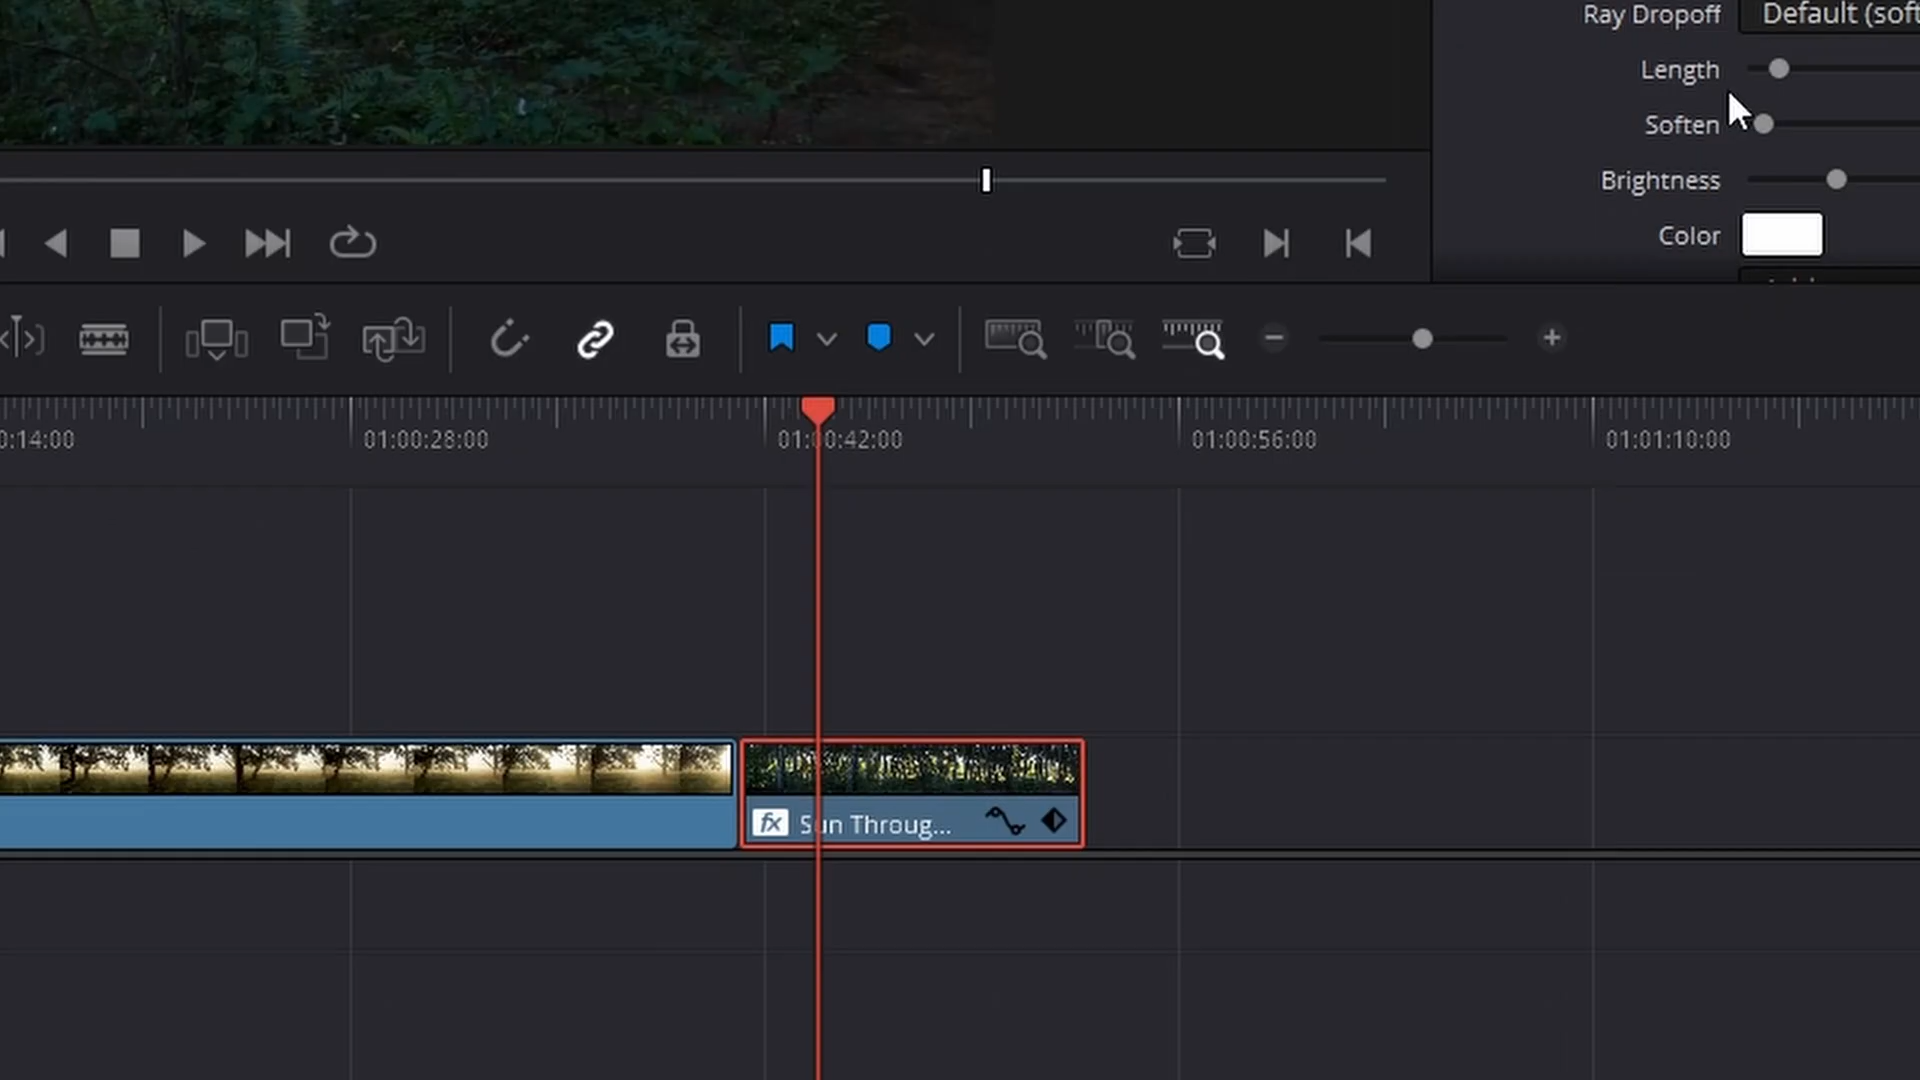 Ray Dropoff Default (soft
Length
Soften
Brightness
Color
0:14:00 01:00:28:00 01:00:42:00 01:00:56:00 01:01:10:00
fx Sun Throug...